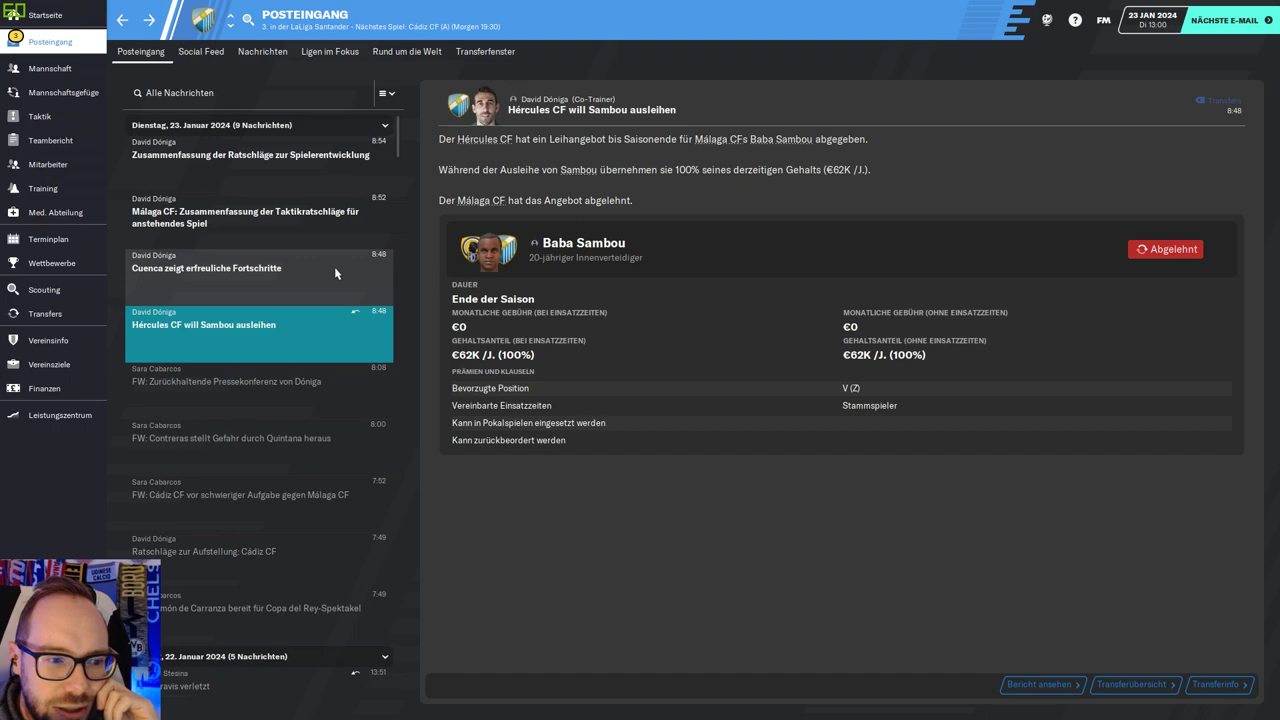 Startseite
Posteingang
3
Mannschaft
Mannschaftsgefüge
Taktik
Teambericht
Mitarbeiter
Training
Med. Abteilung
Terminplan
Wettbewerbe
Scouting
Transfers
Vereinsinfo
Vereinsziele
Finanzen
Leistungszentrum
POSTEINGANG
3. in der LaLiga Santander - Nächstes Spiel: Cádiz CF (A) (Morgen 19:30)
?
FM
23 JAN 2024
Di 13:00
NÄCHSTE E-MAIL
Posteingang
Social Feed
Nachrichten
Ligen im Fokus
Rund um die Welt
Transferfenster
Alle Nachrichten
Dienstag, 23. Januar 2024 (9 Nachrichten)
David Dóniga 8:54
Zusammenfassung der Ratschläge zur Spielerentwicklung
David Dóniga 8:52
Málaga CF: Zusammenfassung der Taktikratschläge für
anstehendes Spiel
David Dóniga 8:48
Cuenca zeigt erfreuliche Fortschritte
David Dóniga 8:48
Hércules CF will Sambou ausleihen
Sara Cabarcos 8:08
FW: Zurückhaltende Pressekonferenz von Dóniga
Sara Cabarcos 8:00
FW: Contreras stellt Gefahr durch Quintana heraus
Sara Cabarcos 7:52
FW: Cádiz CF vor schwieriger Aufgabe gegen Málaga CF
David Dóniga 7:49
Ratschläge zur Aufstellung: Cádiz CF
7:49
de Carranza bereit für Copa del Rey-Spektakel
22. Januar 2024 (5 Nachrichten)
Stesina 13:51
verletzt
David Dóniga (Co-Trainer)
Hércules CF will Sambou ausleihen
Transfers
8:48
Der Hércules CF hat ein Leihangebot bis Saisonende für Málaga CFs Baba Sambou abgegeben.
Während der Ausleihe von Sambou übernehmen sie 100% seines derzeitigen Gehalts (€62K /J.).
Der Málaga CF hat das Angebot abgelehnt.
Baba Sambou
20-jähriger Innenverteidiger
Abgelehnt
DAUER
Ende der Saison
MONATLICHE GEBÜHR (BEI EINSATZZEITEN) MONATLICHE GEBÜHR (OHNE EINSATZZEITEN)
€0 €0
GEHALTSANTEIL (BEI EINSATZZEITEN) GEHALTSANTEIL (OHNE EINSATZZEITEN)
€62K /J. (100%) €62K /J. (100%)
PRÄMIEN UND KLAUSELN
Bevorzugte Position V (Z)
Vereinbarte Einsatzzeiten Stammspieler
Kann in Pokalspielen eingesetzt werden
Kann zurückbeordert werden
Bericht ansehen
Transferübersicht
Transferinfo